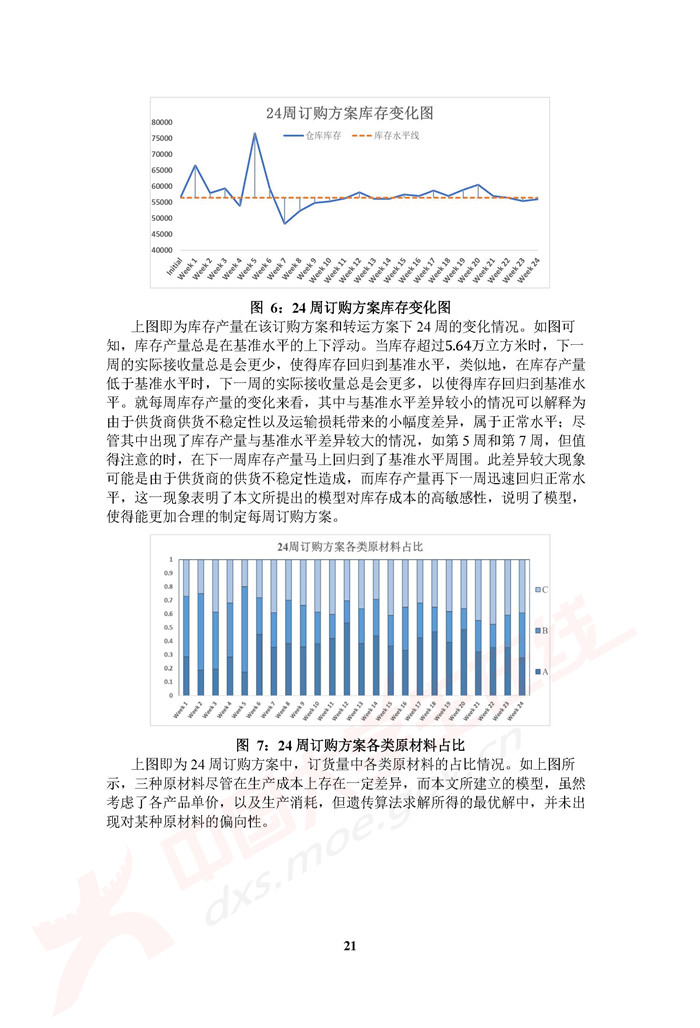 24周订购方案库存变化图
仓库库存 库存水平线
80000
75000
70000
65000
60000
55000
50000
45000
40000
Initial Week 1 Week 2 Week 3 Week 4 Week 5 Week 6 Week 7 Week 8 Week 9 Week 10 Week 11 Week 12 Week 13 Week 14 Week 15 Week 16 Week 17 Week 18 Week 19 Week 20 Week 21 Week 22 Week 23 Week 24
图 6：24 周订购方案库存变化图
上图即为库存产量在该订购方案和转运方案下 24 周的变化情况。如图可
知，库存产量总是在基准水平的上下浮动。当库存超过5.64万立方米时，下一
周的实际接收量总是会更少，使得库存回归到基准水平，类似地，在库存产量
低于基准水平时，下一周的实际接收量总是会更多，以使得库存回归到基准水
平。就每周库存产量的变化来看，其中与基准水平差异较小的情况可以解释为
由于供货商供货不稳定性以及运输损耗带来的小幅度差异，属于正常水平；尽
管其中出现了库存产量与基准水平差异较大的情况，如第 5 周和第 7 周，但值
得注意的时，在下一周库存产量马上回归到了基准水平周围。此差异较大现象
可能是由于供货商的供货不稳定性造成，而库存产量再下一周迅速回归正常水
平，这一现象表明了本文所提出的模型对库存成本的高敏感性，说明了模型，
使得能更加合理的制定每周订购方案。
24周订购方案各类原材料占比
1
0.9
0.8
0.7
0.6
0.5
0.4
0.3
0.2
0.1
0
C
B
A
Week 1 Week 2 Week 3 Week 4 Week 5 Week 6 Week 7 Week 8 Week 9 Week 10 Week 11 Week 12 Week 13 Week 14 Week 15 Week 16 Week 17 Week 18 Week 19 Week 20 Week 21 Week 22 Week 23 Week 24
图 7：24 周订购方案各类原材料占比
上图即为 24 周订购方案中，订货量中各类原材料的占比情况。如上图所
示，三种原材料尽管在生产成本上存在一定差异，而本文所建立的模型，虽然
考虑了各产品单价，以及生产消耗，但遗传算法求解所得的最优解中，并未出
现对某种原材料的偏向性。
21